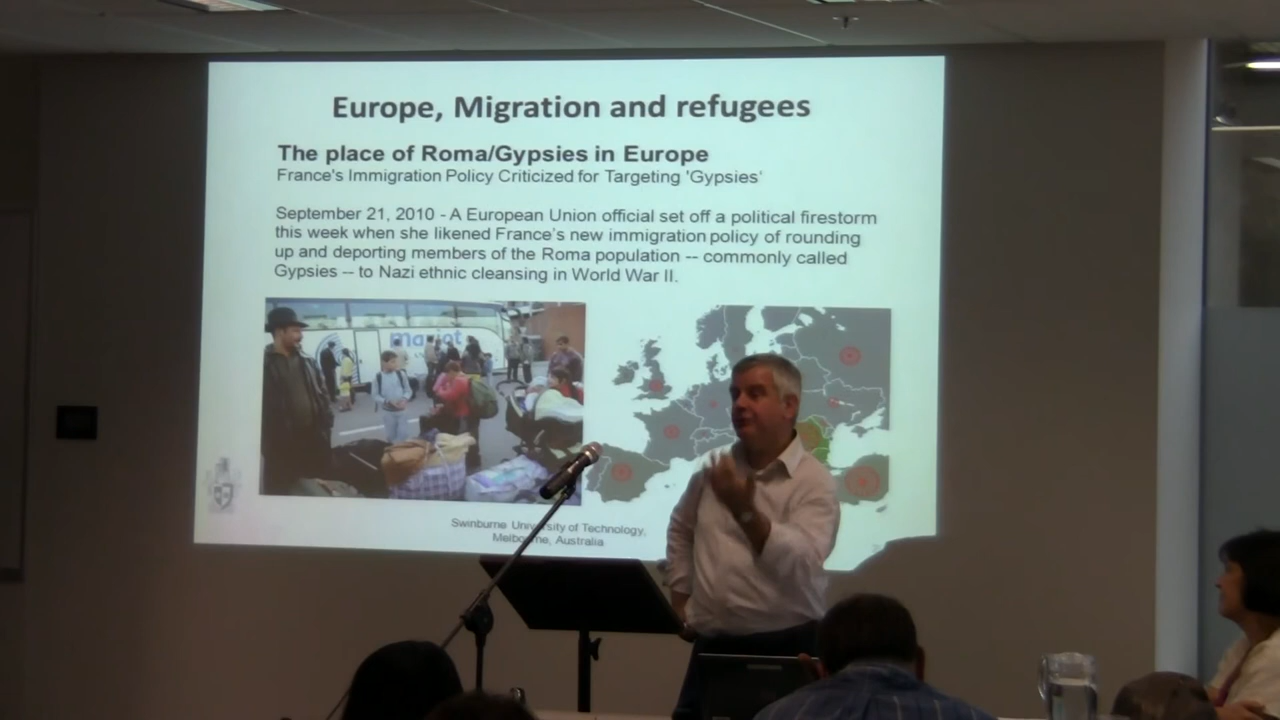 Europe, Migration and refugees
The place of Roma/Gypsies in Europe
France's Immigration Policy Criticized for Targeting 'Gypsies'
September 21, 2010 - A European Union official set off a political firestorm
this week when she likened France's new immigration policy of rounding
up and deporting members of the Roma population -- commonly called
Gypsies -- to Nazi ethnic cleansing in World War II.
Swinburne of Technology,
Australia